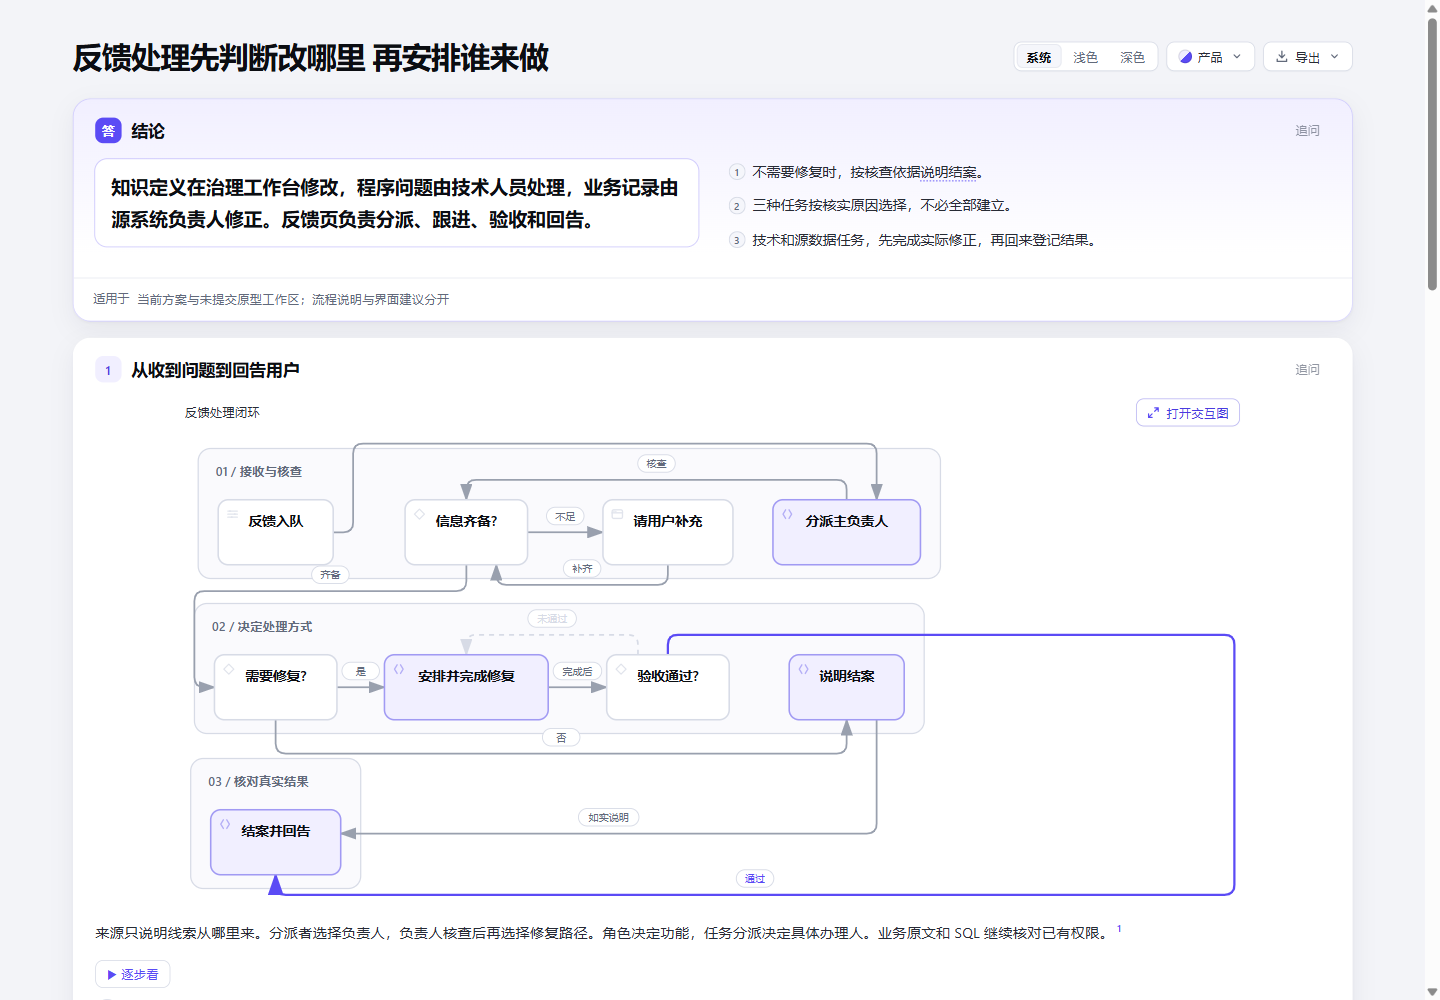 反馈处理先判断改哪里 再安排谁来做
系统 浅色 深色 产品 导出
答 结论 追问
知识定义在治理工作台修改，程序问题由技术人员处理，业务记录由
源系统负责人修正。反馈页负责分派、跟进、验收和回告。
1 不需要修复时，按核查依据说明结案。
2 三种任务按核实原因选择，不必全部建立。
3 技术和源数据任务，先完成实际修正，再回来登记结果。
适用于 当前方案与未提交原型工作区；流程说明与界面建议分开
1 从收到问题到回告用户 追问
反馈处理闭环
打开交互图
01 / 接收与核查
核查
反馈入队
信息齐备?
不足
请用户补充
分派主负责人
齐备
补齐
02 / 决定处理方式
未通过
需要修复?
是
安排并完成修复
完成后
验收通过?
说明结案
否
03 / 核对真实结果
结案并回告
如实说明
通过
来源只说明线索从哪里来。分派者选择负责人，负责人核查后再选择修复路径。角色决定功能，任务分派决定具体办理人。业务原文和 SQL 继续核对已有权限。 1
逐步看